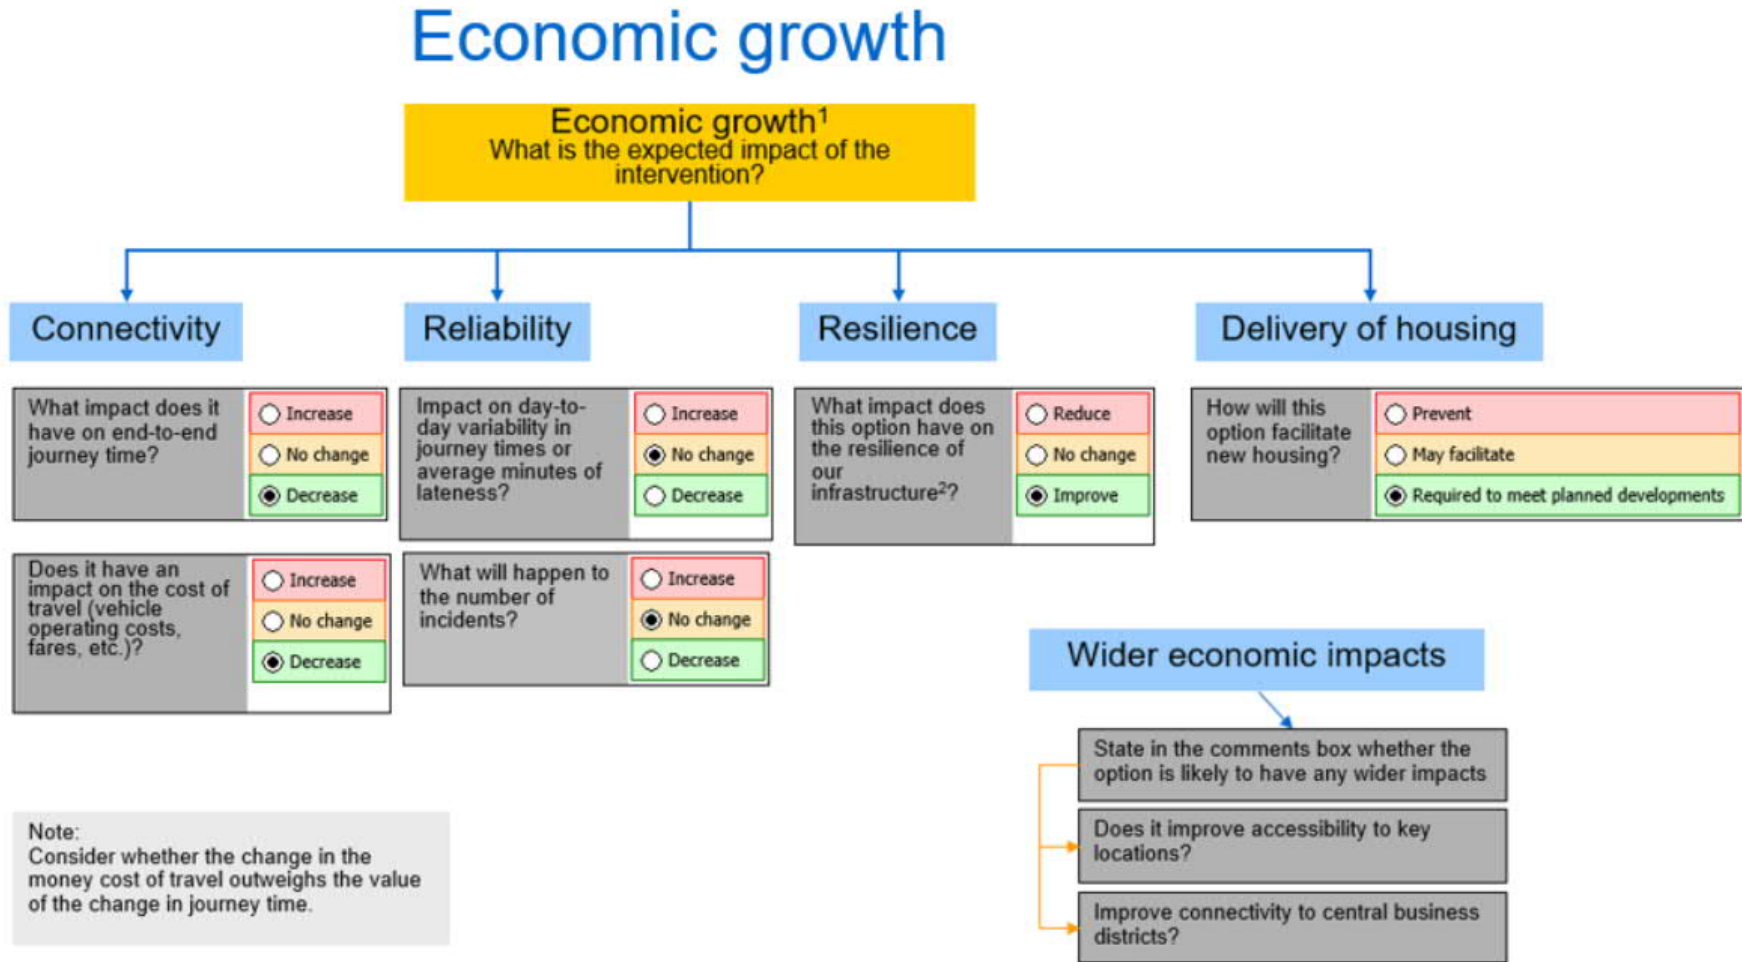 Economic growth
Economic growth¹
What is the expected impact of the
intervention?
Connectivity
Reliability
Resilience
Delivery of housing
What impact does it
have on end-to-end
journey time?
Increase
No change
Decrease
Impact on day-to-
day variability in
journey times or
average minutes of
lateness?
Increase
No change
Decrease
What impact does
this option have on
the resilience of
our
infrastructure²?
Reduce
No change
Improve
How will this
option facilitate
new housing?
Prevent
May facilitate
Required to meet planned developments
Does it have an
impact on the cost of
travel (vehicle
operating costs,
fares, etc.)?
Increase
No change
Decrease
What will happen to
the number of
incidents?
Increase
No change
Decrease
Wider economic impacts
State in the comments box whether the
option is likely to have any wider impacts
Does it improve accessibility to key
locations?
Improve connectivity to central business
districts?
Note:
Consider whether the change in the
money cost of travel outweighs the value
of the change in journey time.